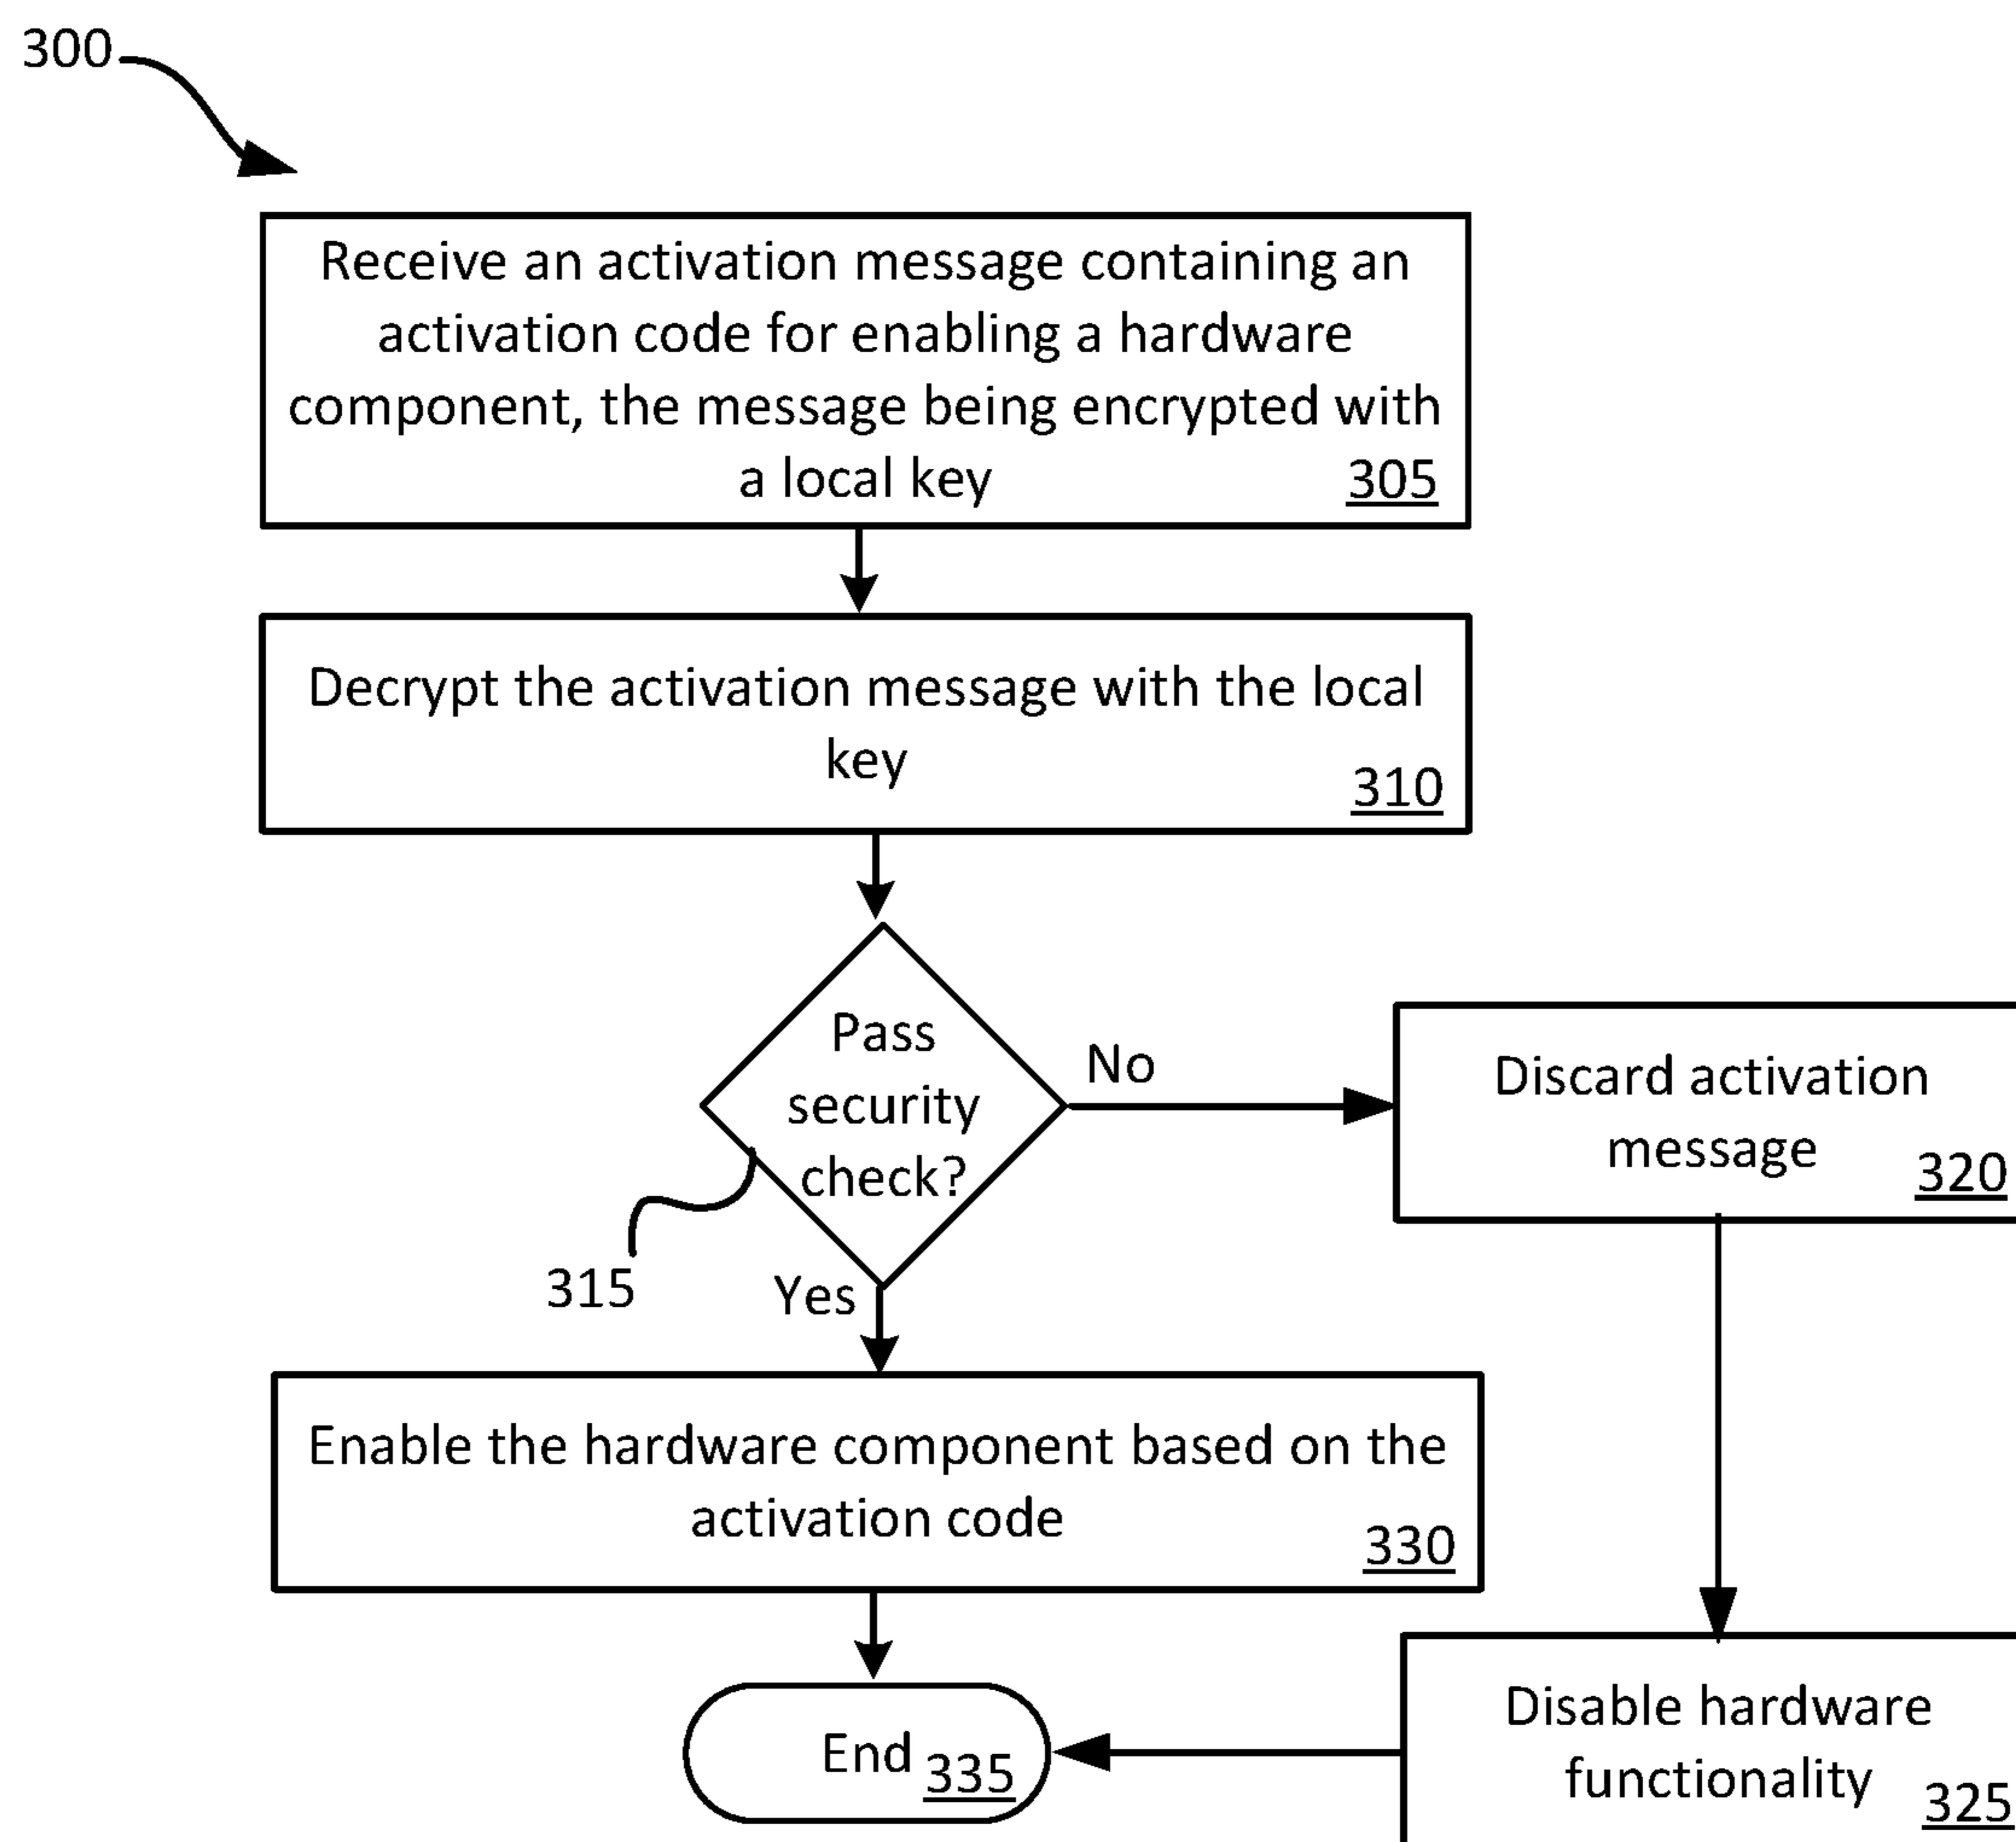 300
Receive an activation message containing an
activation code for enabling a hardware
component, the message being encrypted with
a local key
305
Decrypt the activation message with the local
key
310
Pass
security
check?
No
Discard activation
message
320
315
Yes
Enable the hardware component based on the
activation code
330
Disable hardware
functionality
325
End
335